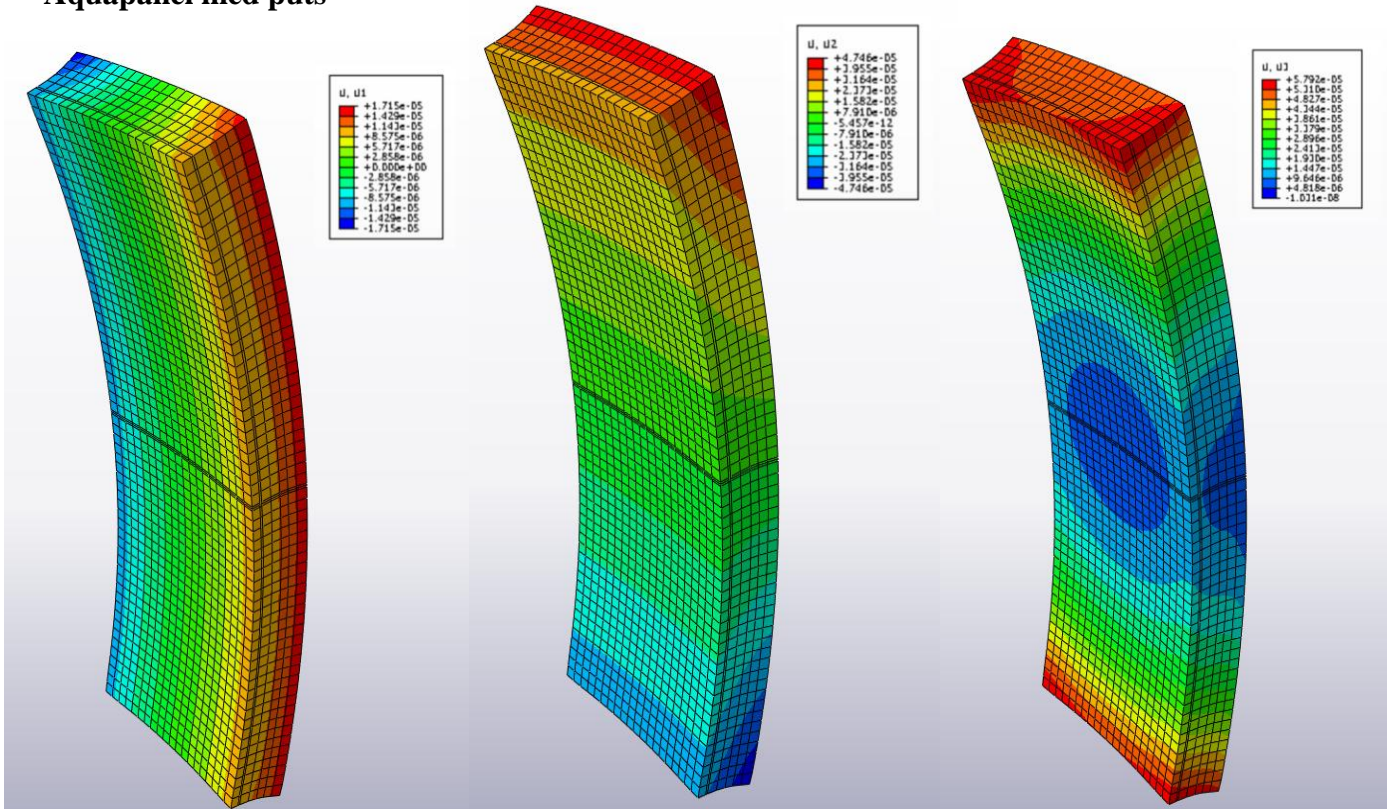 Aquapanel med puts
U, U1
+1.715e-05
+1.429e-05
+1.143e-05
+8.575e-06
+5.717e-06
+2.858e-06
+0.000e+00
-2.858e-06
-5.717e-06
-8.575e-06
-1.143e-05
-1.429e-05
-1.715e-05
U, U2
+4.746e-05
+3.955e-05
+3.164e-05
+2.373e-05
+1.582e-05
+7.910e-06
-5.457e-12
-7.910e-06
-1.582e-05
-2.373e-05
-3.164e-05
-3.955e-05
-4.746e-05
U, U3
+5.792e-05
+5.310e-05
+4.827e-05
+4.344e-05
+3.861e-05
+3.379e-05
+2.896e-05
+2.413e-05
+1.930e-05
+1.447e-05
+9.646e-06
+4.818e-06
-1.031e-08